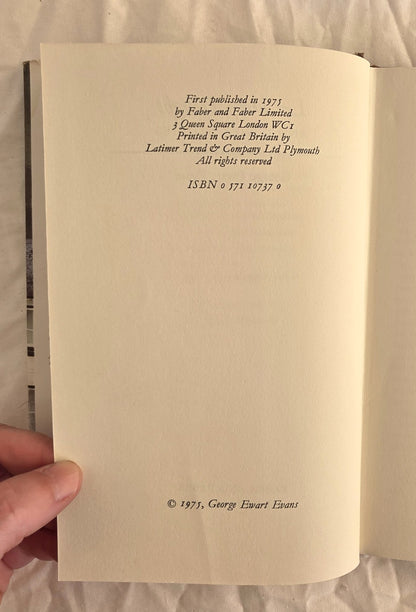 First published in 1975
by Faber and Faber Limited
3 Queen Square London WC1
Printed in Great Britain by
Latimer Trend & Company Ltd Plymouth
All rights reserved
ISBN 0 571 10737 0
© 1975, George Ewart Evans